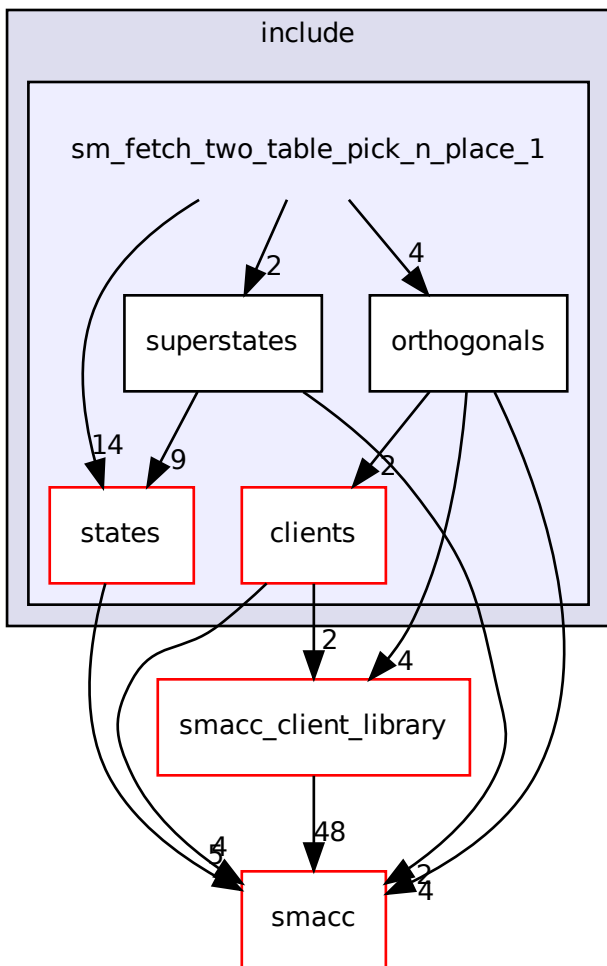 include
sm_fetch_two_table_pick_n_place_1
2
4
superstates
orthogonals
14
9
2
states
clients
2
4
smacc_client_library
48
4
5
2
4
smacc